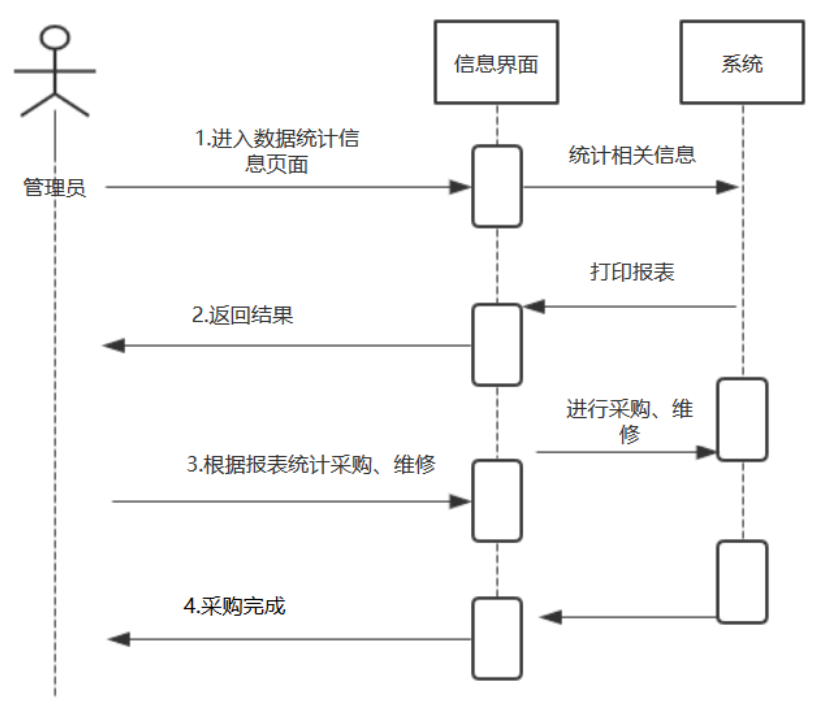 信息界面
系统
1.进入数据统计信
息页面
统计相关信息
管理员
打印报表
2.返回结果
进行采购、维
修
3.根据报表统计采购、维修
4.采购完成